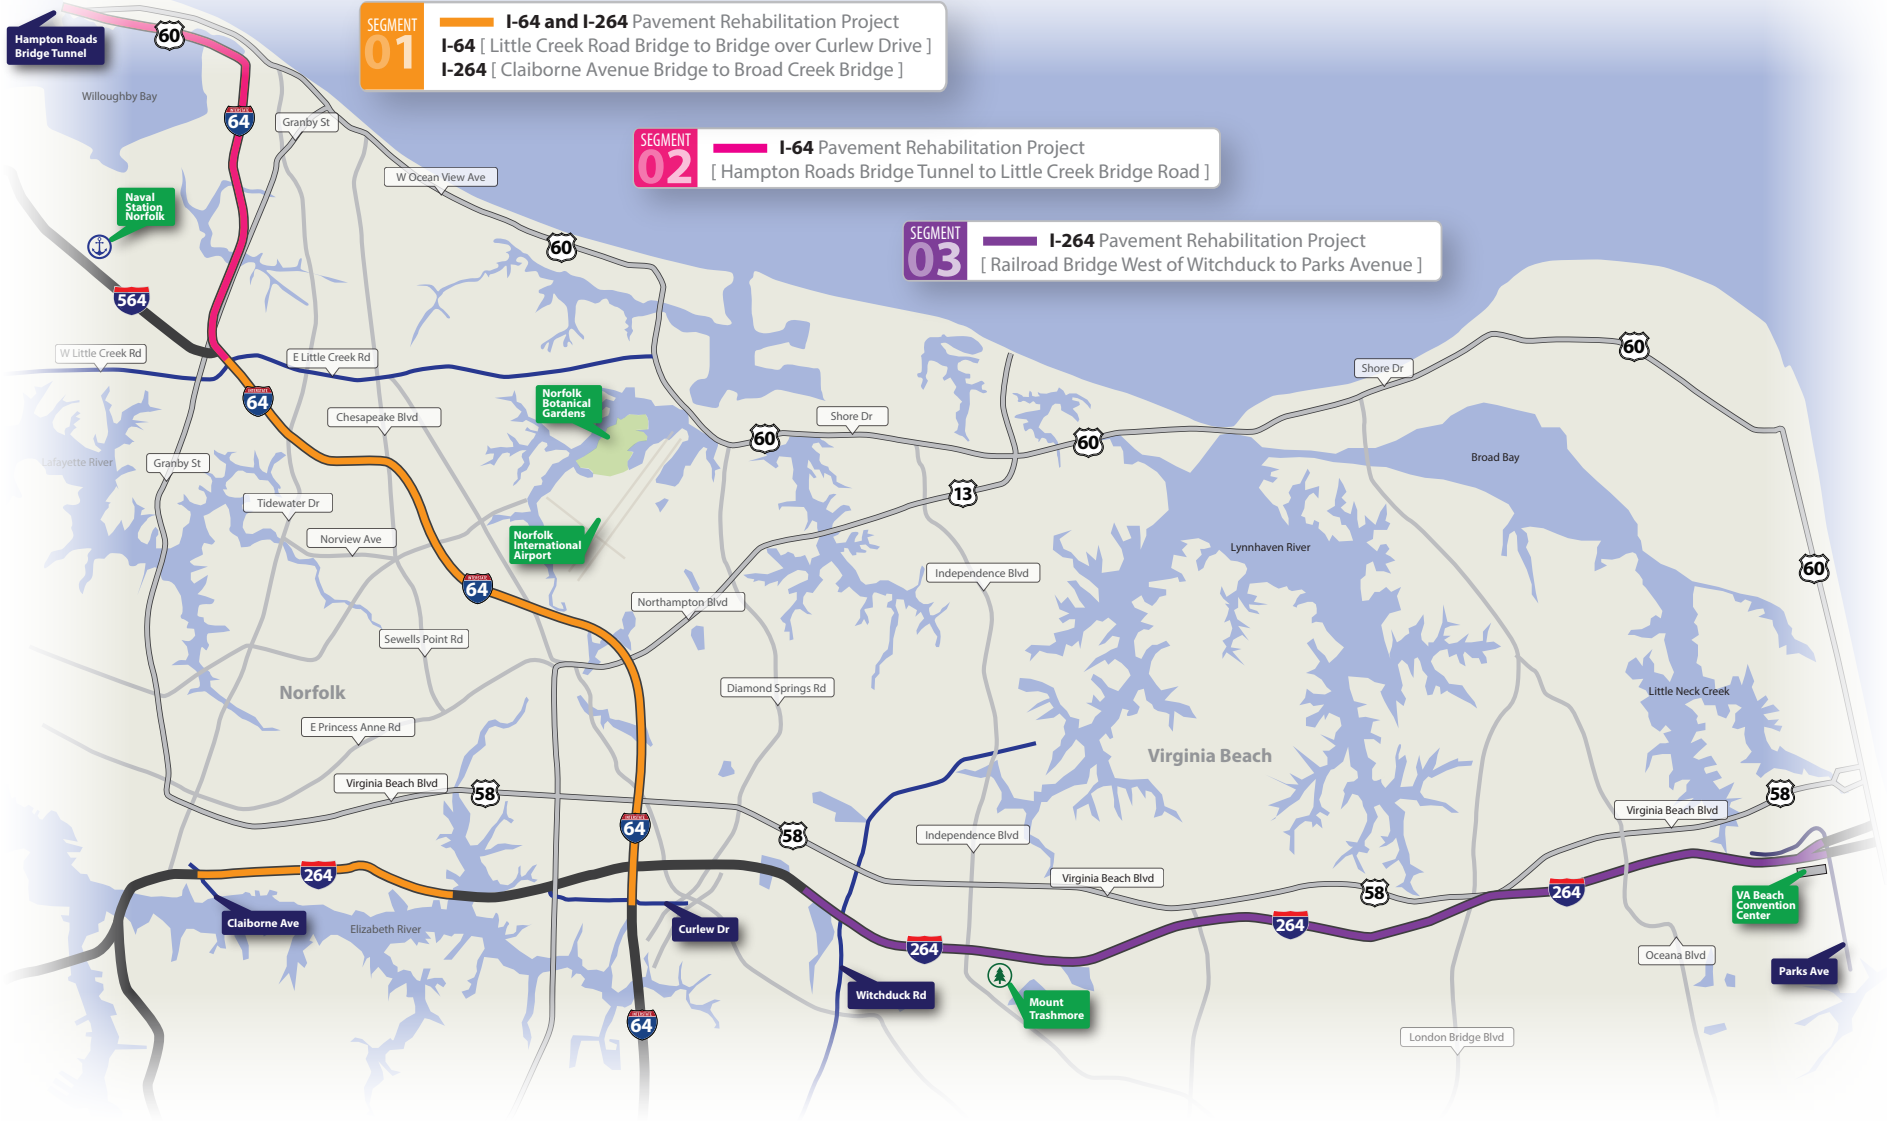 Hampton Roads
Bridge Tunnel
60
SEGMENT
01
I-64 and I-264 Pavement Rehabilitation Project
I-64 [ Little Creek Road Bridge to Bridge over Curlew Drive ]
I-264 [ Claiborne Avenue Bridge to Broad Creek Bridge ]
Willoughby Bay
INTERSTATE
64
Granby St
SEGMENT
02
I-64 Pavement Rehabilitation Project
[ Hampton Roads Bridge Tunnel to Little Creek Bridge Road ]
W Ocean View Ave
Naval
Station
Norfolk
60
SEGMENT
03
I-264 Pavement Rehabilitation Project
[ Railroad Bridge West of Witchduck to Parks Avenue ]
564
W Little Creek Rd
E Little Creek Rd
60
Shore Dr
INTERSTATE
64
Norfolk
Botanical
Gardens
Chesapeake Blvd
Shore Dr
60
60
Lafayette River
Granby St
Broad Bay
13
Tidewater Dr
Norview Ave
Norfolk
International
Airport
Lynnhaven River
Independence Blvd
60
INTERSTATE
64
Northampton Blvd
Sewells Point Rd
Norfolk
Diamond Springs Rd
Little Neck Creek
E Princess Anne Rd
Virginia Beach
Virginia Beach Blvd
58
58
Virginia Beach Blvd
INTERSTATE
64
58
Independence Blvd
264
Virginia Beach Blvd
58
264
VA Beach
Convention
Center
Claiborne Ave
Elizabeth River
Curlew Dr
264
264
Oceana Blvd
Parks Ave
Witchduck Rd
Mount
Trashmore
INTERSTATE
64
London Bridge Blvd